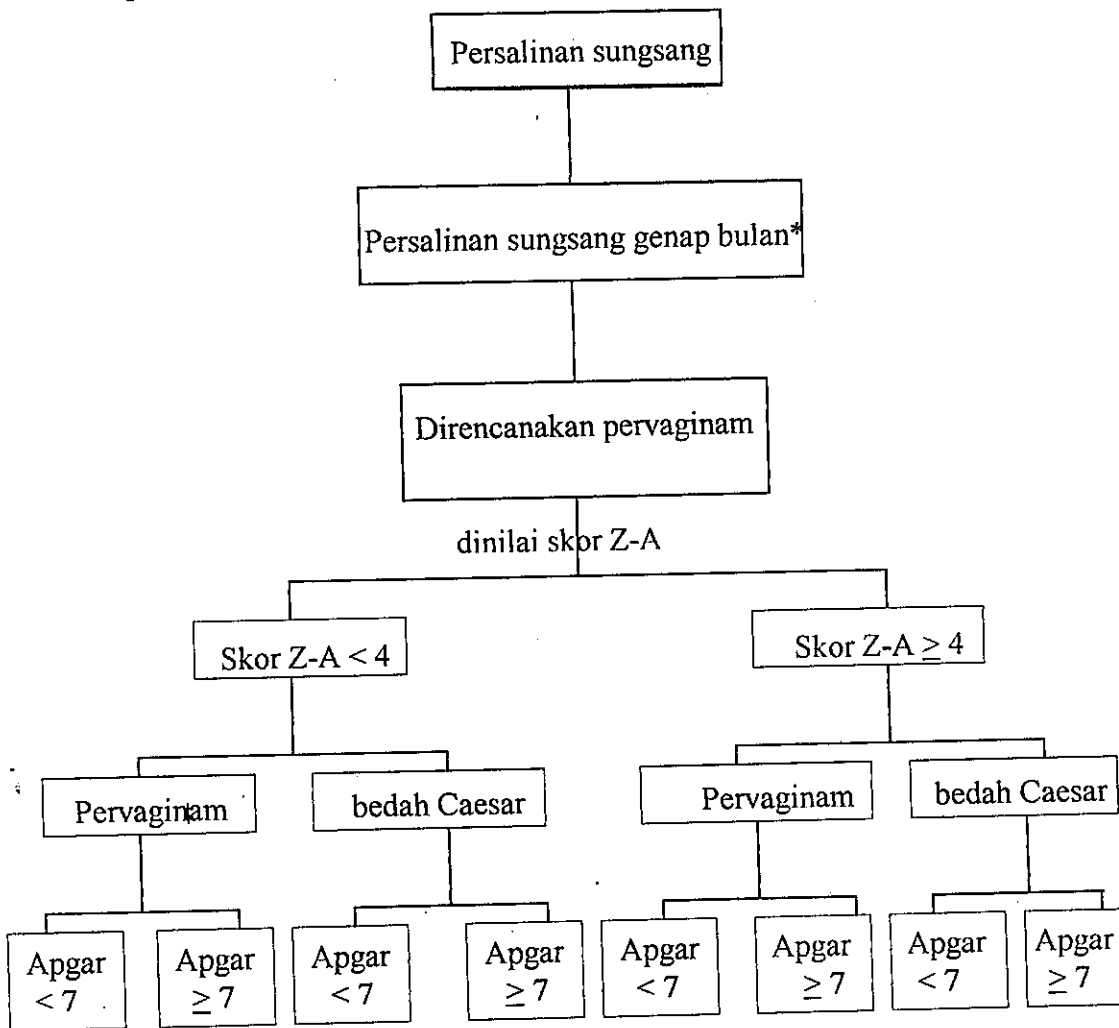 Persalinan sungsang
Persalinan sungsang genap bulan*
Direncanakan pervaginam
dinilai skor Z-A
Skor Z-A < 4
Skor Z-A ≥ 4
Pervaginam
bedah Caesar
Pervaginam
bedah Caesar
Apgar
< 7
Apgar
≥ 7
Apgar
< 7
Apgar
≥ 7
Apgar
< 7
Apgar
≥ 7
Apgar
< 7
Apgar
≥ 7